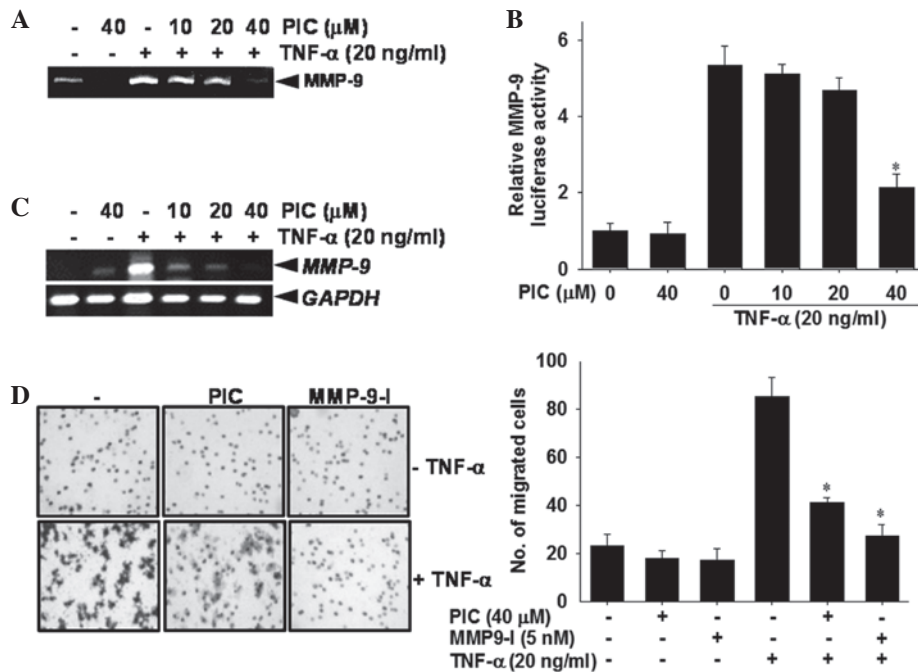 A
- 40 - 10 20 40 PIC (μM)
- - + + + + TNF-α (20 ng/ml)
MMP-9
B
Relative MMP-9
luciferase activity
6
4
2
0
PIC (μM) 0 40 0 10 20 40
*
TNF-α (20 ng/ml)
C
- 40 - 10 20 40 PIC (μM)
- - + + + + TNF-α (20 ng/ml)
MMP-9
GAPDH
D
- PIC MMP-9-I
- TNF-α
+ TNF-α
No. of migrated cells
100
80
60
40
20
0
* *
PIC (40 μM) - + - - + -
MMP9-I (5 nM) - - + - - +
TNF-α (20 ng/ml) - - - + + +